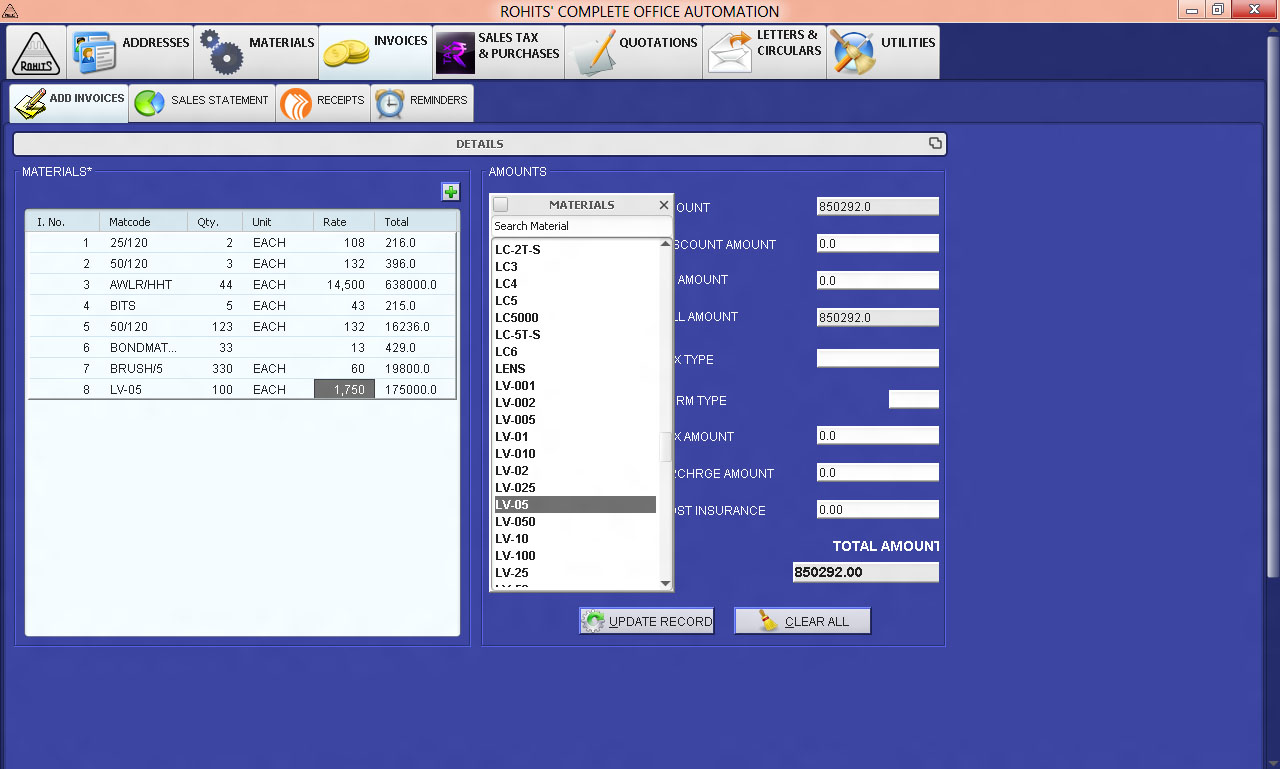 ROHITS' COMPLETE OFFICE AUTOMATION
ROHITS
ADDRESSES
MATERIALS
INVOICES
SALES TAX
& PURCHASES
QUOTATIONS
LETTERS &
CIRCULARS
UTILITIES
ADD INVOICES
SALES STATEMENT
RECEIPTS
REMINDERS
DETAILS
MATERIALS*
I. No. Matcode Qty. Unit Rate Total
1 25/120 2 EACH 108 216.0
2 50/120 3 EACH 132 396.0
3 AWLR/HHT 44 EACH 14,500 638000.0
4 BITS 5 EACH 43 215.0
5 50/120 123 EACH 132 16236.0
6 BONDMAT... 33 13 429.0
7 BRUSH/5 330 EACH 60 19800.0
8 LV-05 100 EACH 1,750 175000.0
AMOUNTS
MATERIALS
Search Material
LC-2T-S
LC3
LC4
LC5
LC5000
LC-5T-S
LC6
LENS
LV-001
LV-002
LV-005
LV-01
LV-010
LV-02
LV-025
LV-05
LV-050
LV-10
LV-100
LV-25
OUNT 850292.0
SCOUNT AMOUNT 0.0
AMOUNT 0.0
LL AMOUNT 850292.0
X TYPE
RM TYPE
X AMOUNT 0.0
RCHRGE AMOUNT 0.0
OST INSURANCE 0.00
TOTAL AMOUNT
850292.00
UPDATE RECORD
CLEAR ALL